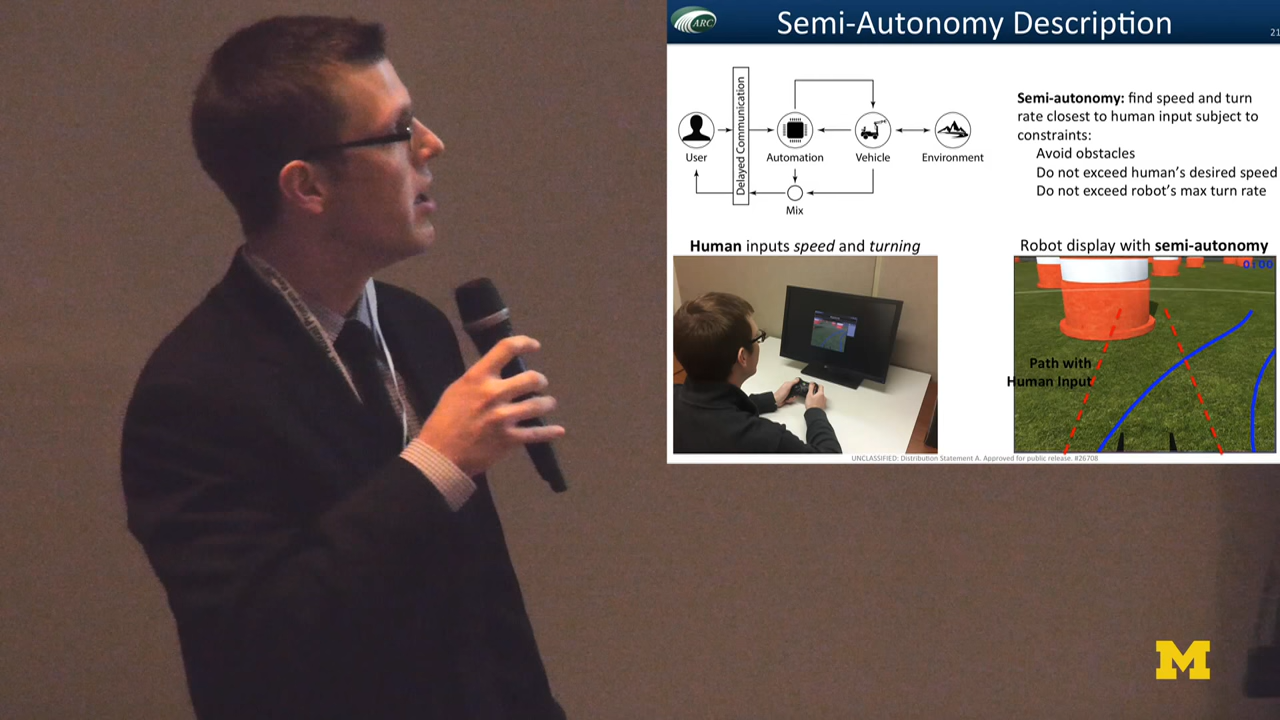 ARC
Semi-Autonomy Description
21
Delayed Communication
User
Automation
Vehicle
Environment
Mix
Semi-autonomy: find speed and turn
rate closest to human input subject to
constraints:
Avoid obstacles
Do not exceed human's desired speed
Do not exceed robot's max turn rate
Human inputs speed and turning
Robot display with semi-autonomy
0100
Path with
Human Input
UNCLASSIFIED: Distribution Statement A. Approved for public release. #26708
M